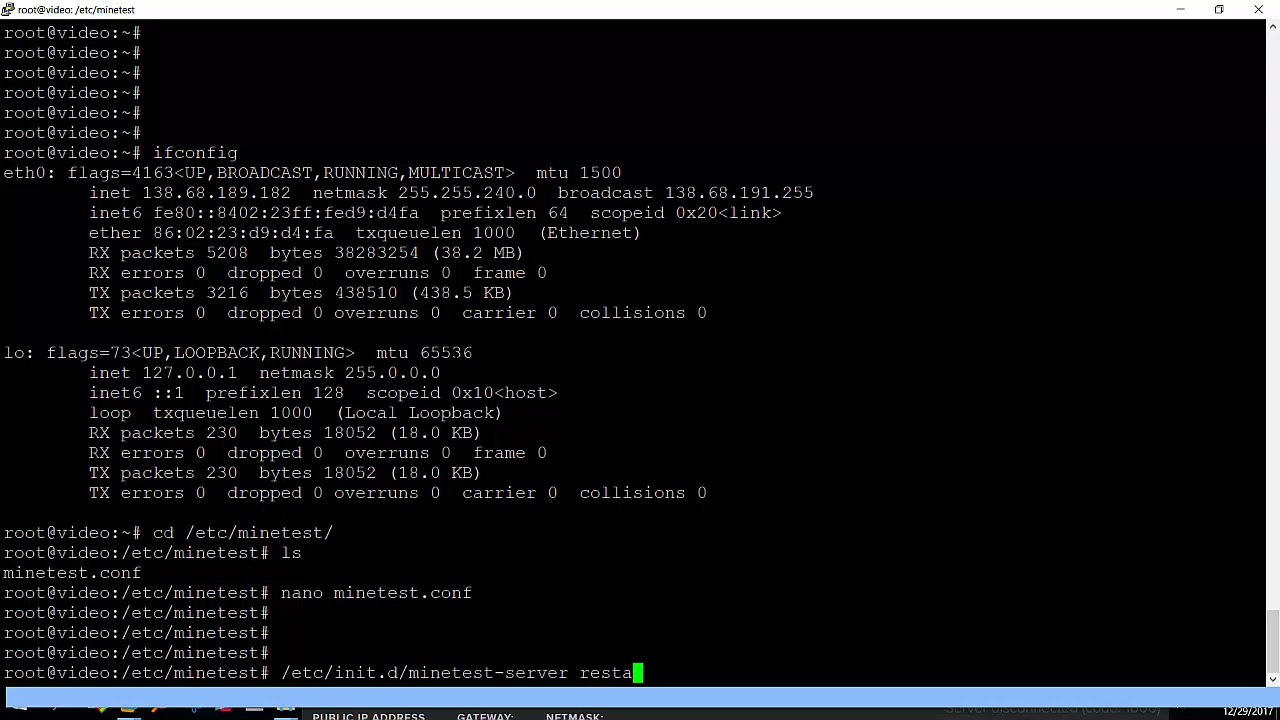 root@video: /etc/minetest
root@video:~#
root@video:~#
root@video:~#
root@video:~#
root@video:~#
root@video:~#
root@video:~# ifconfig
eth0: flags=4163<UP,BROADCAST,RUNNING,MULTICAST>  mtu 1500
        inet 138.68.189.182  netmask 255.255.240.0  broadcast 138.68.191.255
        inet6 fe80::8402:23ff:fed9:d4fa  prefixlen 64  scopeid 0x20<link>
        ether 86:02:23:d9:d4:fa  txqueuelen 1000  (Ethernet)
        RX packets 5208  bytes 38283254 (38.2 MB)
        RX errors 0  dropped 0  overruns 0  frame 0
        TX packets 3216  bytes 438510 (438.5 KB)
        TX errors 0  dropped 0 overruns 0  carrier 0  collisions 0
lo: flags=73<UP,LOOPBACK,RUNNING>  mtu 65536
        inet 127.0.0.1  netmask 255.0.0.0
        inet6 ::1  prefixlen 128  scopeid 0x10<host>
        loop  txqueuelen 1000  (Local Loopback)
        RX packets 230  bytes 18052 (18.0 KB)
        RX errors 0  dropped 0  overruns 0  frame 0
        TX packets 230  bytes 18052 (18.0 KB)
        TX errors 0  dropped 0 overruns 0  carrier 0  collisions 0
root@video:~# cd /etc/minetest/
root@video:/etc/minetest# ls
minetest.conf
root@video:/etc/minetest# nano minetest.conf
root@video:/etc/minetest#
root@video:/etc/minetest#
root@video:/etc/minetest#
root@video:/etc/minetest# /etc/init.d/minetest-server resta
12/29/2017
PUBLIC IP ADDRESS GATEWAY: NETMASK: